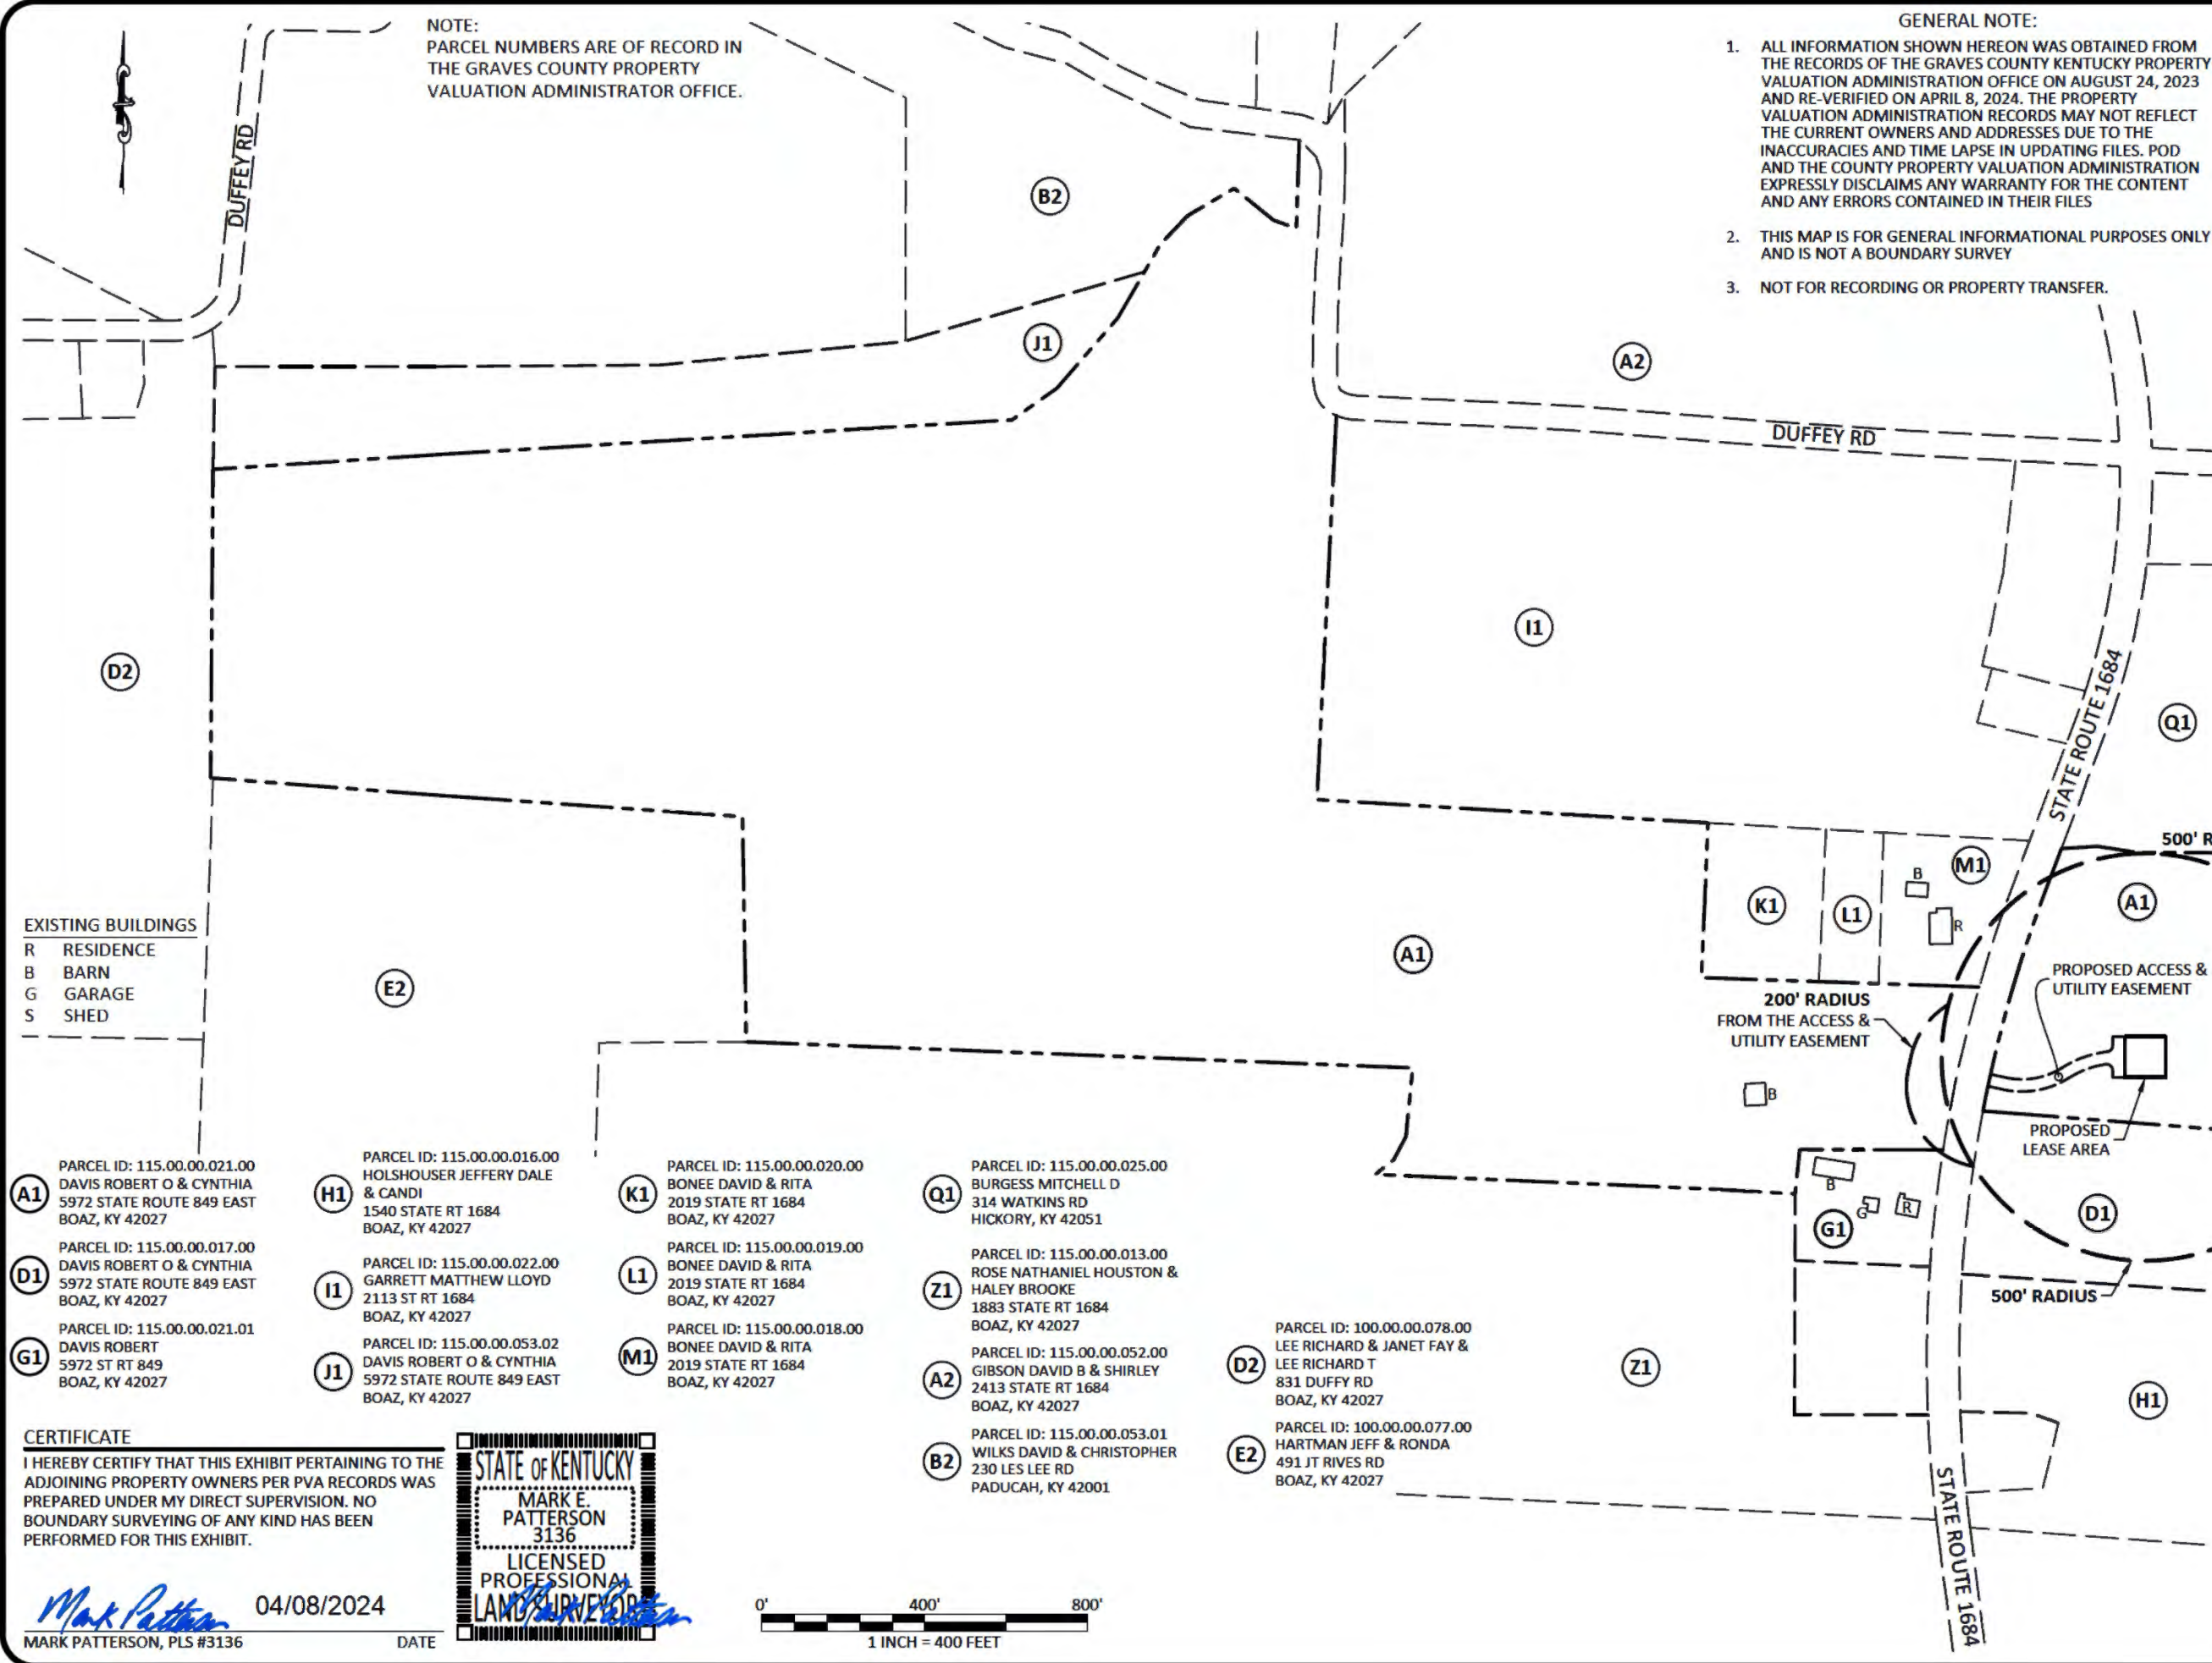 NOTE:
PARCEL NUMBERS ARE OF RECORD IN
THE GRAVES COUNTY PROPERTY
VALUATION ADMINISTRATOR OFFICE.
GENERAL NOTE:
1. ALL INFORMATION SHOWN HEREON WAS OBTAINED FROM
THE RECORDS OF THE GRAVES COUNTY KENTUCKY PROPERTY
VALUATION ADMINISTRATION OFFICE ON AUGUST 24, 2023
AND RE-VERIFIED ON APRIL 8, 2024. THE PROPERTY
VALUATION ADMINISTRATION RECORDS MAY NOT REFLECT
THE CURRENT OWNERS AND ADDRESSES DUE TO THE
INACCURACIES AND TIME LAPSE IN UPDATING FILES. POD
AND THE COUNTY PROPERTY VALUATION ADMINISTRATION
EXPRESSLY DISCLAIMS ANY WARRANTY FOR THE CONTENT
AND ANY ERRORS CONTAINED IN THEIR FILES
2. THIS MAP IS FOR GENERAL INFORMATIONAL PURPOSES ONLY
AND IS NOT A BOUNDARY SURVEY
3. NOT FOR RECORDING OR PROPERTY TRANSFER.
DUFFEY RD
B2
J1
A2
DUFFEY RD
I1
D2
STATE ROUTE 1684
Q1
500' R
M1
B
R
K1
L1
A1
A1
E2
PROPOSED ACCESS &
UTILITY EASEMENT
200' RADIUS
FROM THE ACCESS &
UTILITY EASEMENT
B
PROPOSED
LEASE AREA
B
G
R
G1
D1
500' RADIUS
Z1
H1
STATE ROUTE 1684
EXISTING BUILDINGS
R RESIDENCE
B BARN
G GARAGE
S SHED
A1
PARCEL ID: 115.00.00.021.00
DAVIS ROBERT O & CYNTHIA
5972 STATE ROUTE 849 EAST
BOAZ, KY 42027
D1
PARCEL ID: 115.00.00.017.00
DAVIS ROBERT O & CYNTHIA
5972 STATE ROUTE 849 EAST
BOAZ, KY 42027
G1
PARCEL ID: 115.00.00.021.01
DAVIS ROBERT
5972 ST RT 849
BOAZ, KY 42027
H1
PARCEL ID: 115.00.00.016.00
HOLSHOUSER JEFFERY DALE
& CANDI
1540 STATE RT 1684
BOAZ, KY 42027
I1
PARCEL ID: 115.00.00.022.00
GARRETT MATTHEW LLOYD
2113 ST RT 1684
BOAZ, KY 42027
J1
PARCEL ID: 115.00.00.053.02
DAVIS ROBERT O & CYNTHIA
5972 STATE ROUTE 849 EAST
BOAZ, KY 42027
K1
PARCEL ID: 115.00.00.020.00
BONEE DAVID & RITA
2019 STATE RT 1684
BOAZ, KY 42027
L1
PARCEL ID: 115.00.00.019.00
BONEE DAVID & RITA
2019 STATE RT 1684
BOAZ, KY 42027
M1
PARCEL ID: 115.00.00.018.00
BONEE DAVID & RITA
2019 STATE RT 1684
BOAZ, KY 42027
Q1
PARCEL ID: 115.00.00.025.00
BURGESS MITCHELL D
314 WATKINS RD
HICKORY, KY 42051
Z1
PARCEL ID: 115.00.00.013.00
ROSE NATHANIEL HOUSTON &
HALEY BROOKE
1883 STATE RT 1684
BOAZ, KY 42027
A2
PARCEL ID: 115.00.00.052.00
GIBSON DAVID B & SHIRLEY
2413 STATE RT 1684
BOAZ, KY 42027
B2
PARCEL ID: 115.00.00.053.01
WILKS DAVID & CHRISTOPHER
230 LES LEE RD
PADUCAH, KY 42001
D2
PARCEL ID: 100.00.00.078.00
LEE RICHARD & JANET FAY &
LEE RICHARD T
831 DUFFY RD
BOAZ, KY 42027
E2
PARCEL ID: 100.00.00.077.00
HARTMAN JEFF & RONDA
491 JT RIVES RD
BOAZ, KY 42027
CERTIFICATE
I HEREBY CERTIFY THAT THIS EXHIBIT PERTAINING TO THE
ADJOINING PROPERTY OWNERS PER PVA RECORDS WAS
PREPARED UNDER MY DIRECT SUPERVISION. NO
BOUNDARY SURVEYING OF ANY KIND HAS BEEN
PERFORMED FOR THIS EXHIBIT.
Mark Patterson 04/08/2024
MARK PATTERSON, PLS #3136 DATE
STATE OF KENTUCKY
MARK E.
PATTERSON
3136
LICENSED
PROFESSIONAL
LAND SURVEYOR
Mark Patterson
0' 400' 800'
1 INCH = 400 FEET